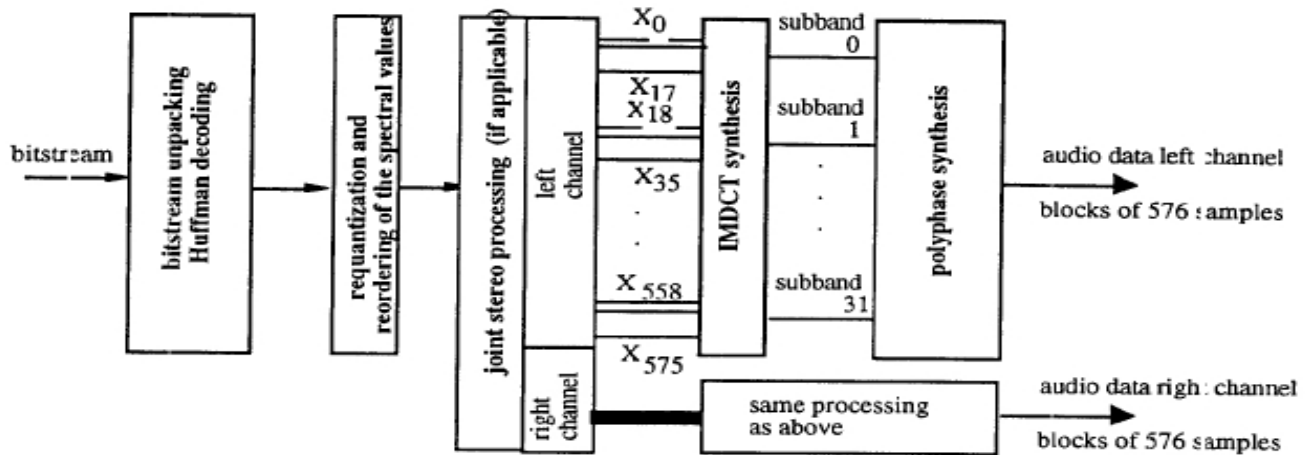 bitstream
bitstream unpacking
Huffman decoding
requantization and
reordering of the spectral values
joint stereo processing (if applicable)
left
channel
right
channel
X0
X17
X18
X35
X558
X575
IMDCT synthesis
subband
0
subband
1
subband
31
polyphase synthesis
audio data left channel
blocks of 576 samples
same processing
as above
audio data right channel
blocks of 576 samples